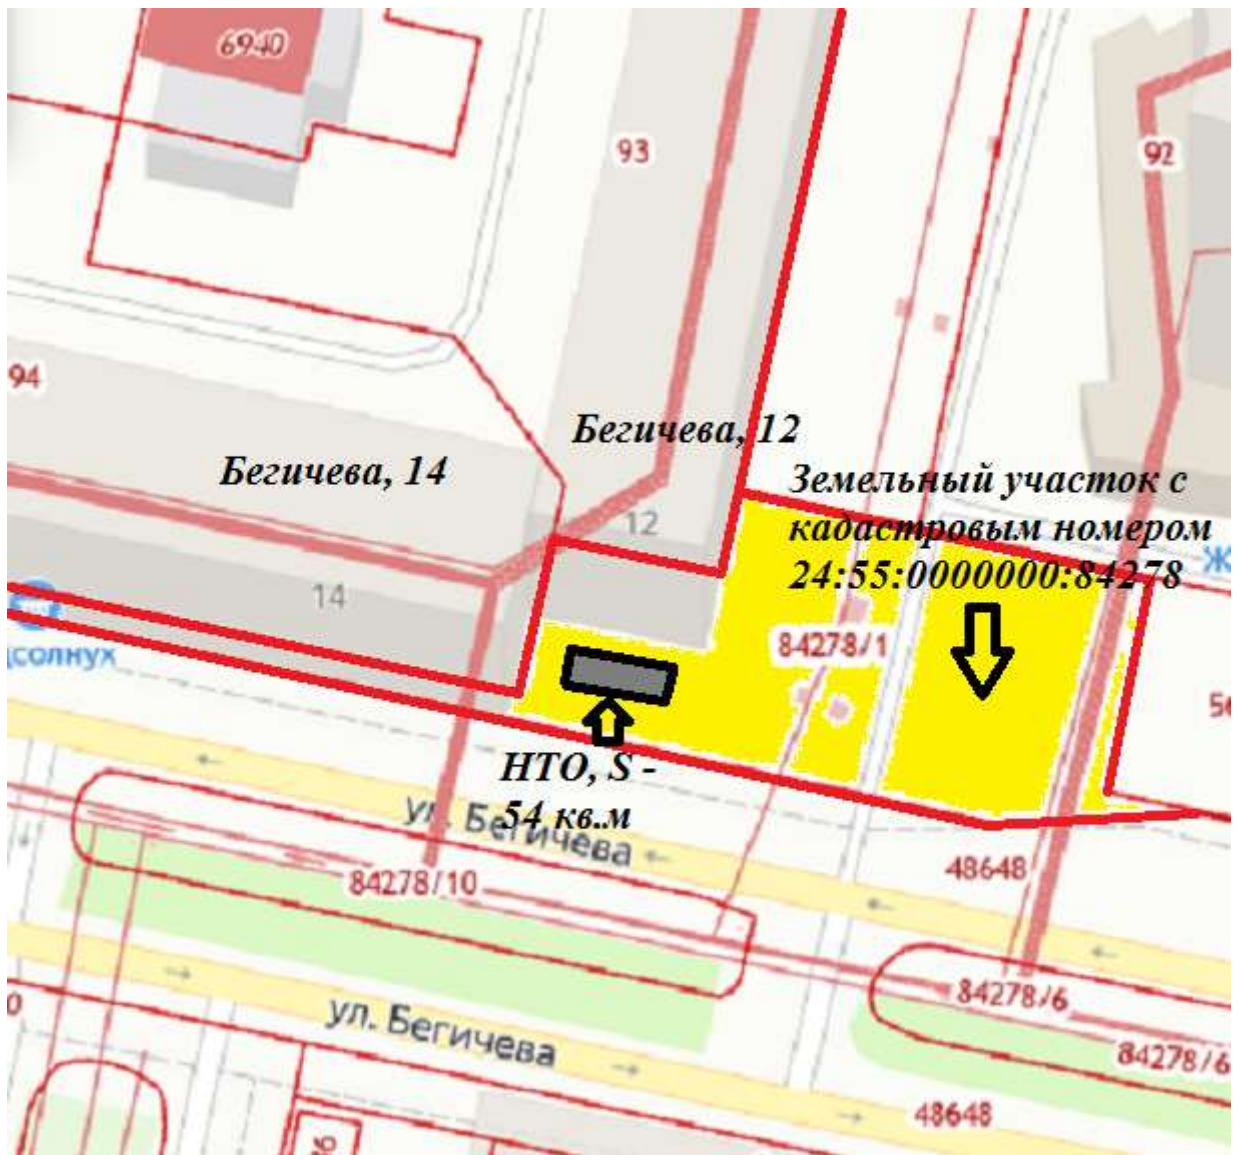 6940
93
92
94
Бегичева, 12
Бегичева, 14
Земельный участок с
кадастровым номером
24:55:0000000:84278
12
14
84278/1
НТО, S -
54 кв.м
ул. Бегичева
84278/10
48648
84278/6
ул. Бегичева
84278/6
48648